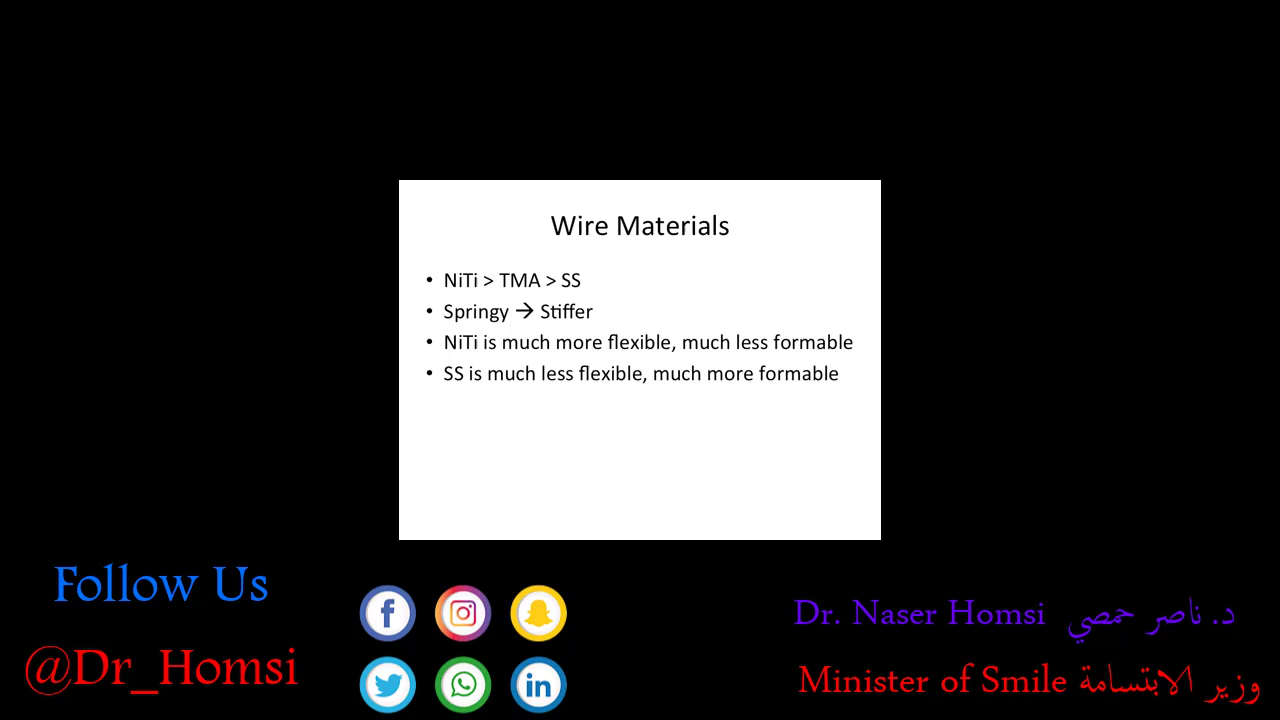 Wire Materials
• NiTi > TMA > SS
• Springy → Stiffer
• NiTi is much more flexible, much less formable
• SS is much less flexible, much more formable
Follow Us
@Dr_Homsi
Dr. Naser Homsi د. ناصر حمصي
Minister of Smile وزير الابتسامة